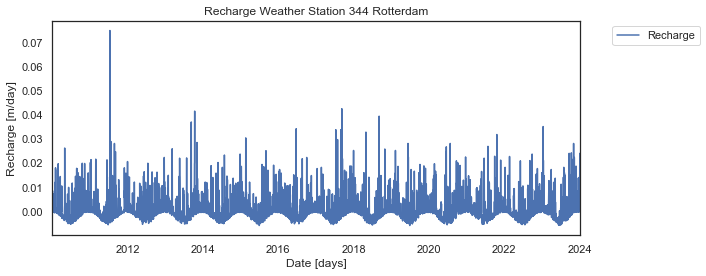 Recharge Weather Station 344 Rotterdam
Recharge
0.07
0.06
0.05
0.04
0.03
0.02
0.01
0.00
Recharge [m/day]
2012 2014 2016 2018 2020 2022 2024
Date [days]